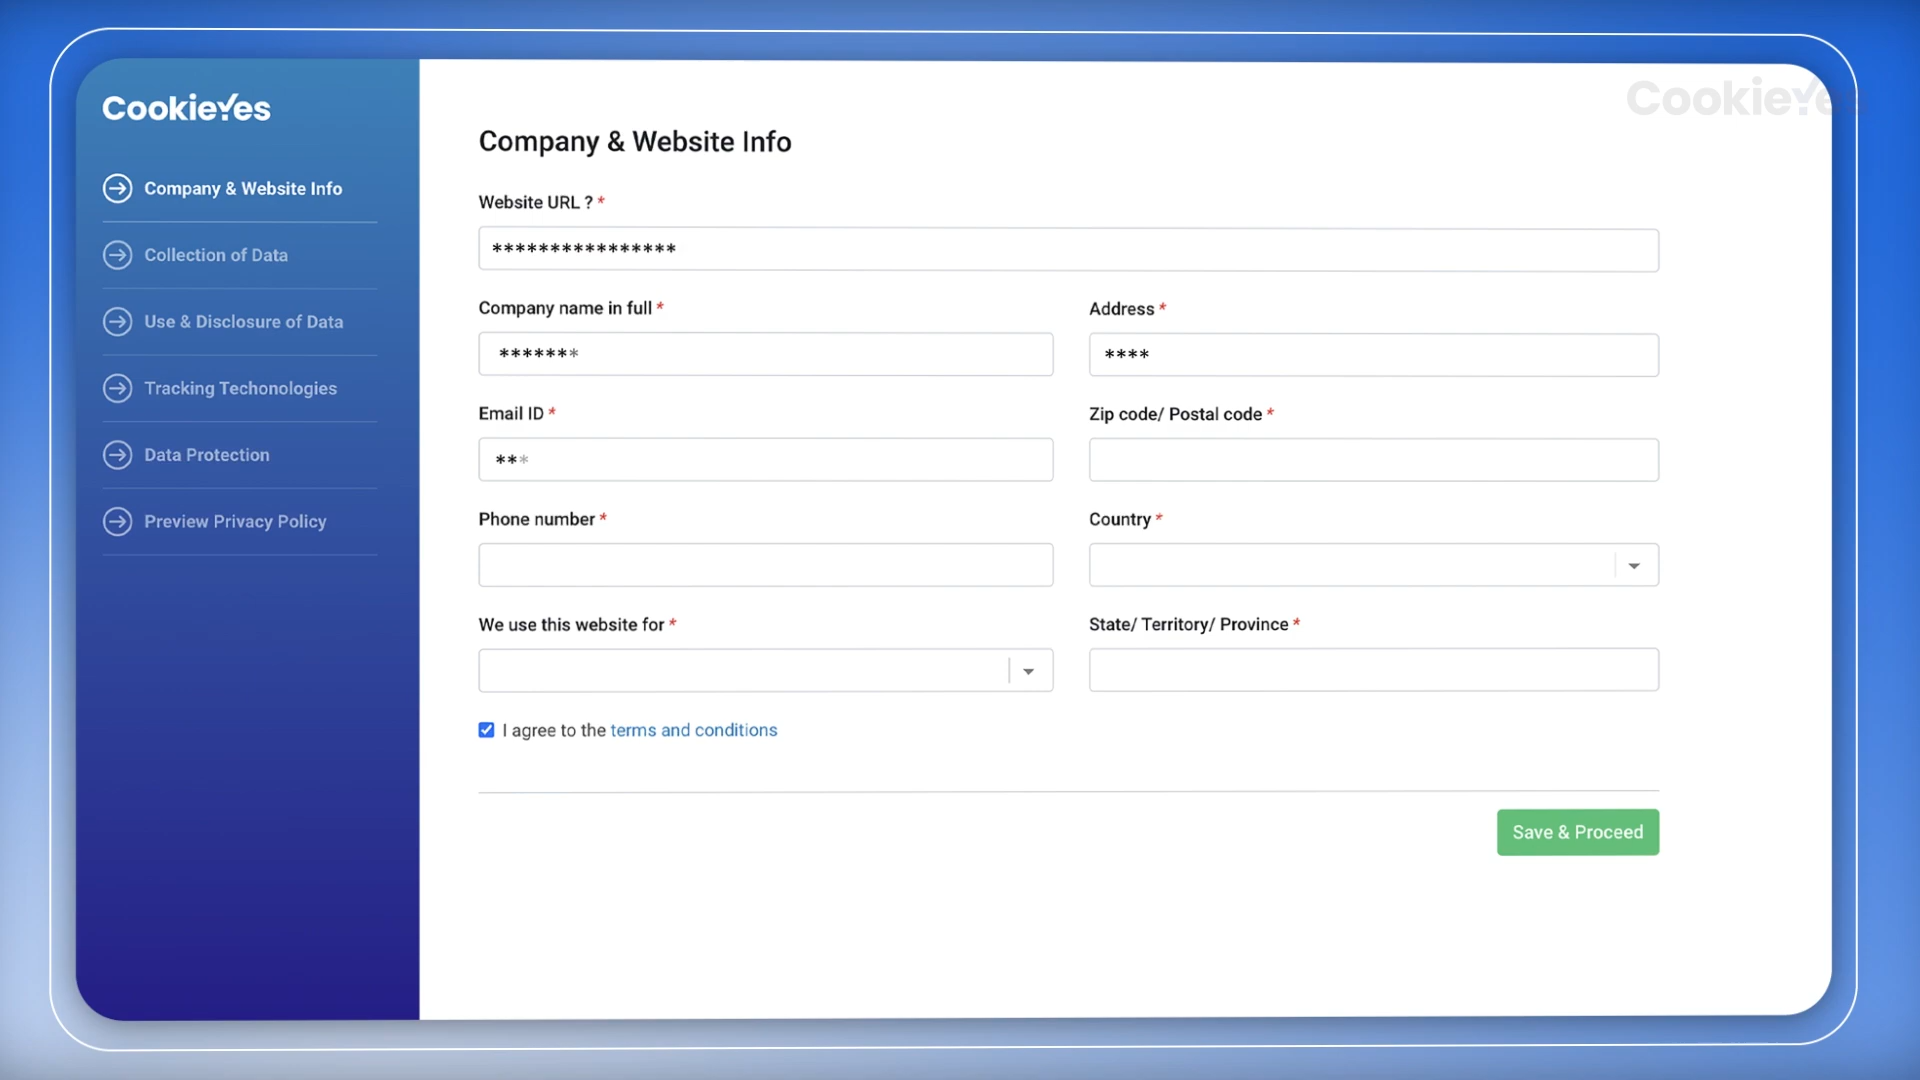 CookieYes
CookieYes
Company & Website Info
Collection of Data
Use & Disclosure of Data
Tracking Techonologies
Data Protection
Preview Privacy Policy
Company & Website Info
Website URL ? *
****************
Company name in full *
*******
Address *
****
Email ID *
***
Zip code/ Postal code *
Phone number *
Country *
We use this website for *
State/ Territory/ Province *
I agree to the terms and conditions
Save & Proceed